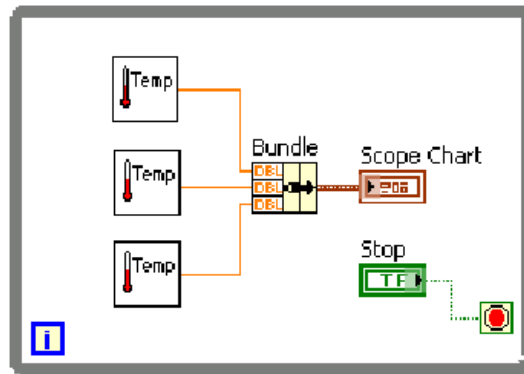 Temp
Bundle
DBL
DBL
DBL
Temp
Scope Chart
Stop
TF
Temp
i